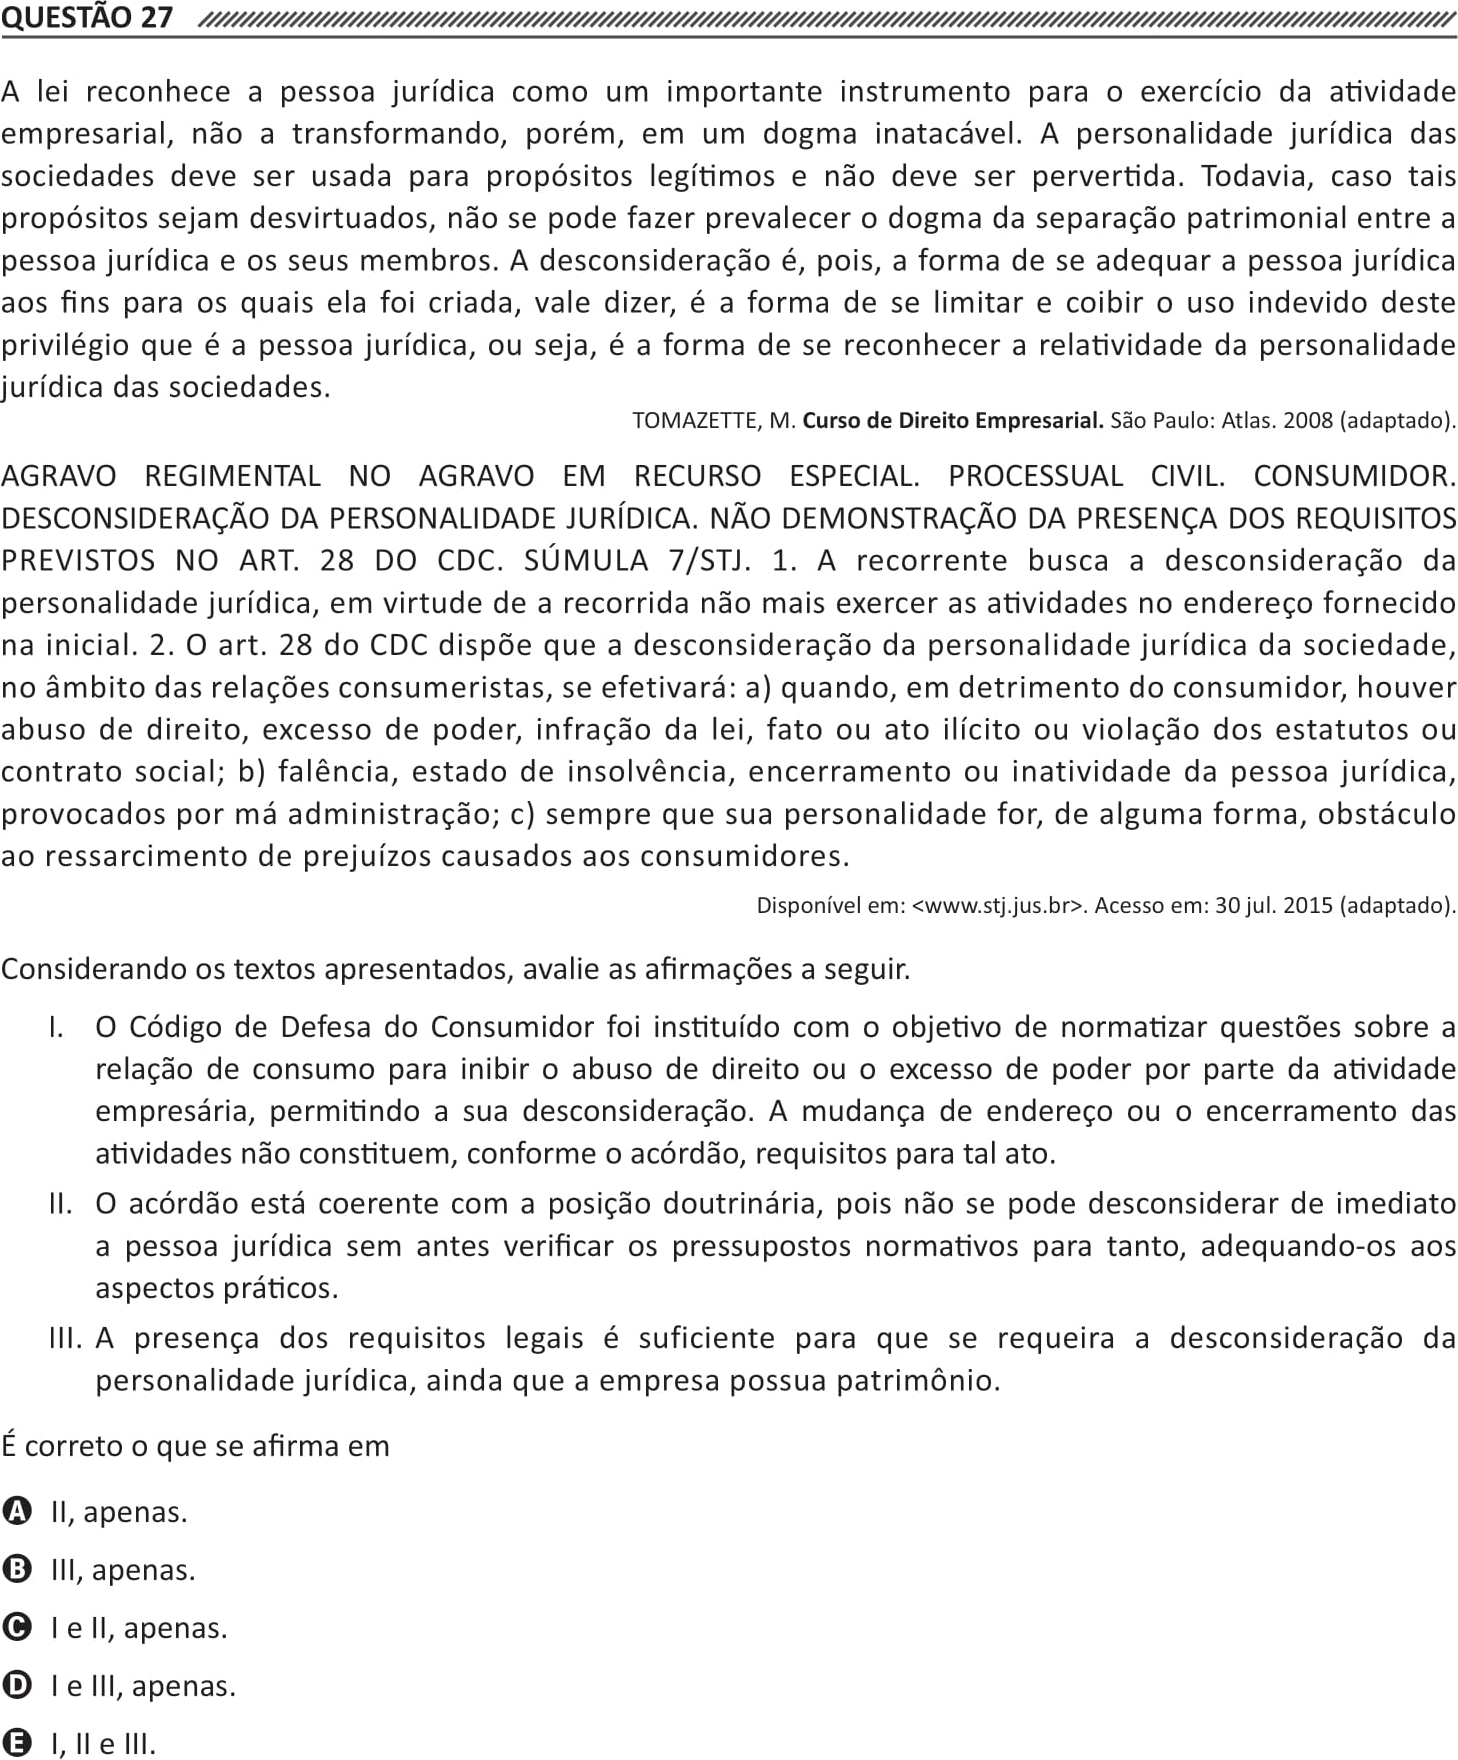 QUESTÃO 27
A lei reconhece a pessoa jurídica como um importante instrumento para o exercício da atividade
empresarial, não a transformando, porém, em um dogma inatacável. A personalidade jurídica das
sociedades deve ser usada para propósitos legítimos e não deve ser pervertida. Todavia, caso tais
propósitos sejam desvirtuados, não se pode fazer prevalecer o dogma da separação patrimonial entre a
pessoa jurídica e os seus membros. A desconsideração é, pois, a forma de se adequar a pessoa jurídica
aos fins para os quais ela foi criada, vale dizer, é a forma de se limitar e coibir o uso indevido deste
privilégio que é a pessoa jurídica, ou seja, é a forma de se reconhecer a relatividade da personalidade
jurídica das sociedades.
TOMAZETTE, M. Curso de Direito Empresarial. São Paulo: Atlas. 2008 (adaptado).
AGRAVO REGIMENTAL NO AGRAVO EM RECURSO ESPECIAL. PROCESSUAL CIVIL. CONSUMIDOR.
DESCONSIDERAÇÃO DA PERSONALIDADE JURÍDICA. NÃO DEMONSTRAÇÃO DA PRESENÇA DOS REQUISITOS
PREVISTOS NO ART. 28 DO CDC. SÚMULA 7/STJ. 1. A recorrente busca a desconsideração da
personalidade jurídica, em virtude de a recorrida não mais exercer as atividades no endereço fornecido
na inicial. 2. O art. 28 do CDC dispõe que a desconsideração da personalidade jurídica da sociedade,
no âmbito das relações consumeristas, se efetivará: a) quando, em detrimento do consumidor, houver
abuso de direito, excesso de poder, infração da lei, fato ou ato ilícito ou violação dos estatutos ou
contrato social; b) falência, estado de insolvência, encerramento ou inatividade da pessoa jurídica,
provocados por má administração; c) sempre que sua personalidade for, de alguma forma, obstáculo
ao ressarcimento de prejuízos causados aos consumidores.
Disponível em: <www.stj.jus.br>. Acesso em: 30 jul. 2015 (adaptado).
Considerando os textos apresentados, avalie as afirmações a seguir.
I. O Código de Defesa do Consumidor foi instituído com o objetivo de normatizar questões sobre a
relação de consumo para inibir o abuso de direito ou o excesso de poder por parte da atividade
empresária, permitindo a sua desconsideração. A mudança de endereço ou o encerramento das
atividades não constituem, conforme o acórdão, requisitos para tal ato.
II. O acórdão está coerente com a posição doutrinária, pois não se pode desconsiderar de imediato
a pessoa jurídica sem antes verificar os pressupostos normativos para tanto, adequando-os aos
aspectos práticos.
III. A presença dos requisitos legais é suficiente para que se requeira a desconsideração da
personalidade jurídica, ainda que a empresa possua patrimônio.
É correto o que se afirma em
A II, apenas.
B III, apenas.
C I e II, apenas.
D I e III, apenas.
E I, II e III.